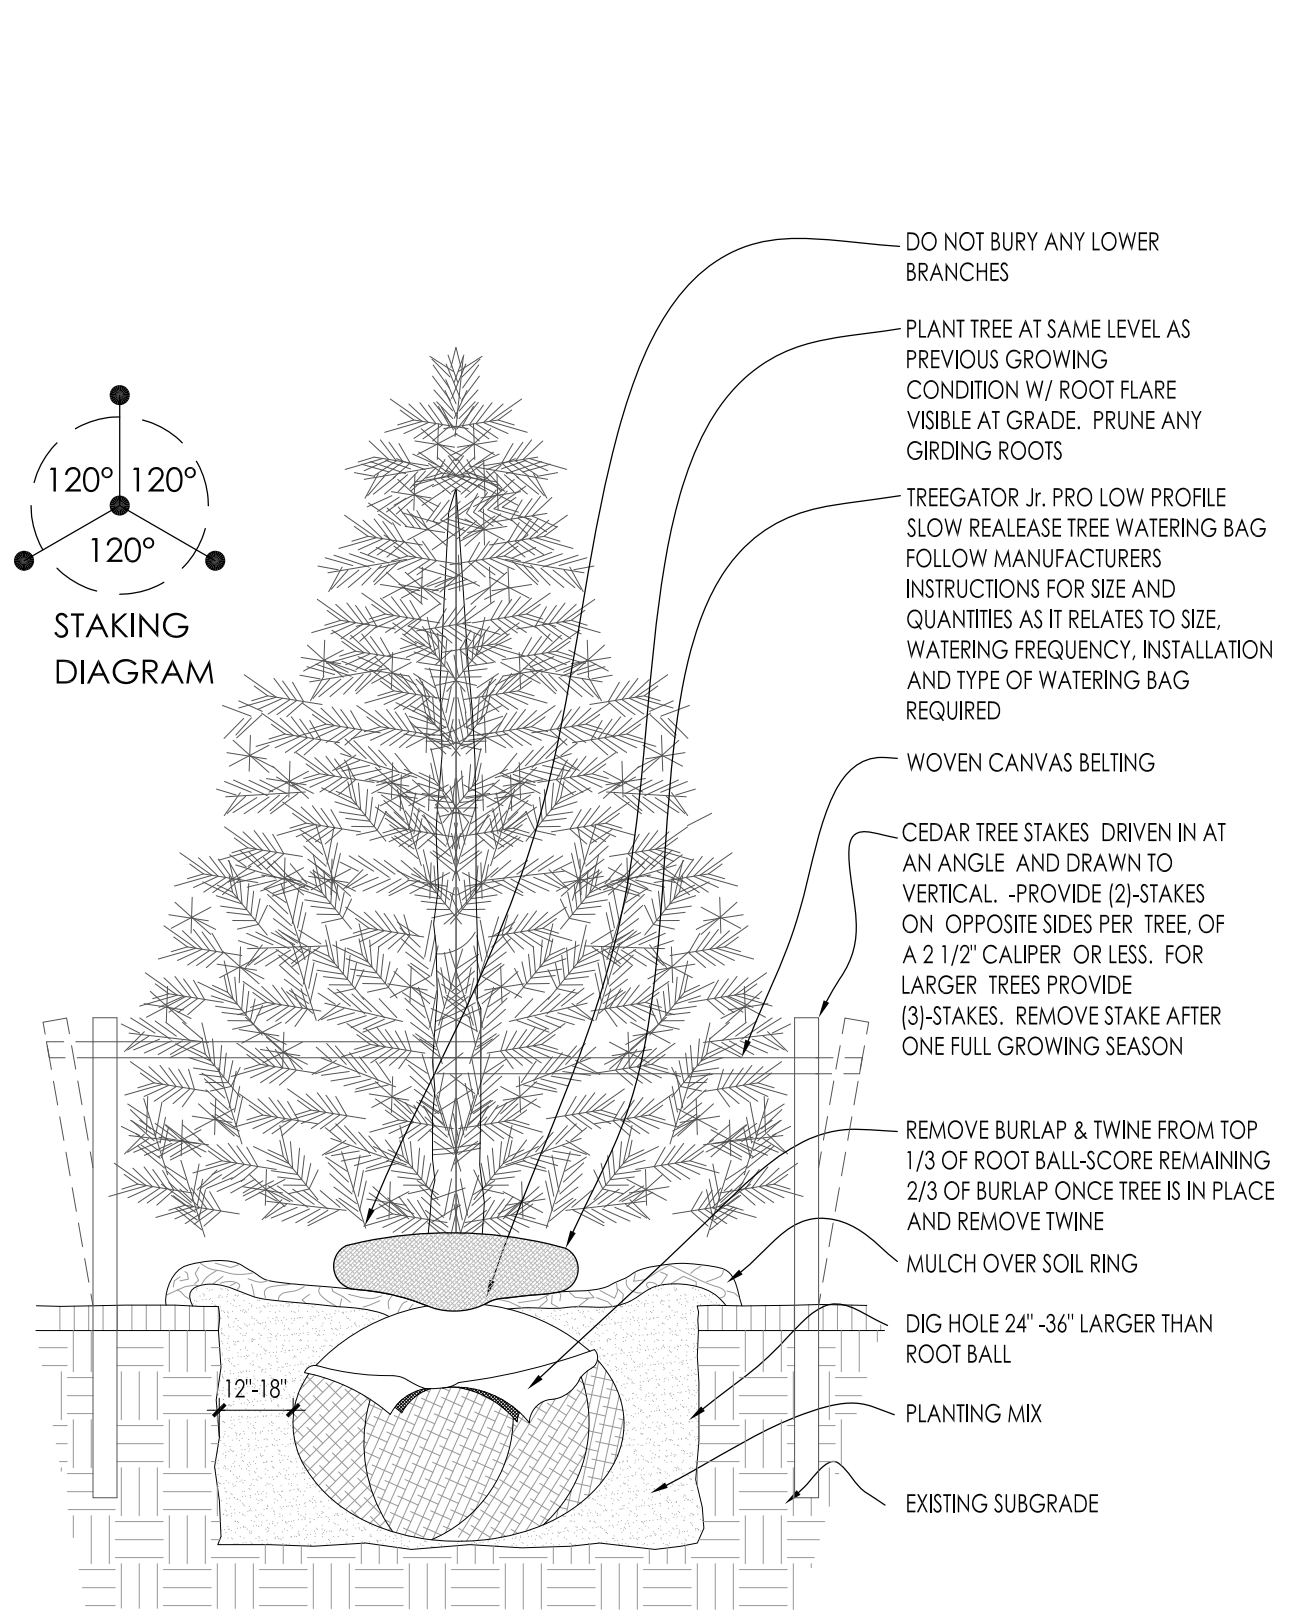 DO NOT BURY ANY LOWER
BRANCHES
PLANT TREE AT SAME LEVEL AS
PREVIOUS GROWING
CONDITION W/ ROOT FLARE
VISIBLE AT GRADE. PRUNE ANY
GIRDING ROOTS
TREEGATOR Jr. PRO LOW PROFILE
SLOW REALEASE TREE WATERING BAG
FOLLOW MANUFACTURERS
INSTRUCTIONS FOR SIZE AND
QUANTITIES AS IT RELATES TO SIZE,
WATERING FREQUENCY, INSTALLATION
AND TYPE OF WATERING BAG
REQUIRED
120° 120°
120°
STAKING
DIAGRAM
WOVEN CANVAS BELTING
CEDAR TREE STAKES DRIVEN IN AT
AN ANGLE AND DRAWN TO
VERTICAL. -PROVIDE (2)-STAKES
ON OPPOSITE SIDES PER TREE, OF
A 2 1/2" CALIPER OR LESS. FOR
LARGER TREES PROVIDE
(3)-STAKES. REMOVE STAKE AFTER
ONE FULL GROWING SEASON
REMOVE BURLAP & TWINE FROM TOP
1/3 OF ROOT BALL-SCORE REMAINING
2/3 OF BURLAP ONCE TREE IS IN PLACE
AND REMOVE TWINE
MULCH OVER SOIL RING
DIG HOLE 24" -36" LARGER THAN
ROOT BALL
12"-18"
PLANTING MIX
EXISTING SUBGRADE